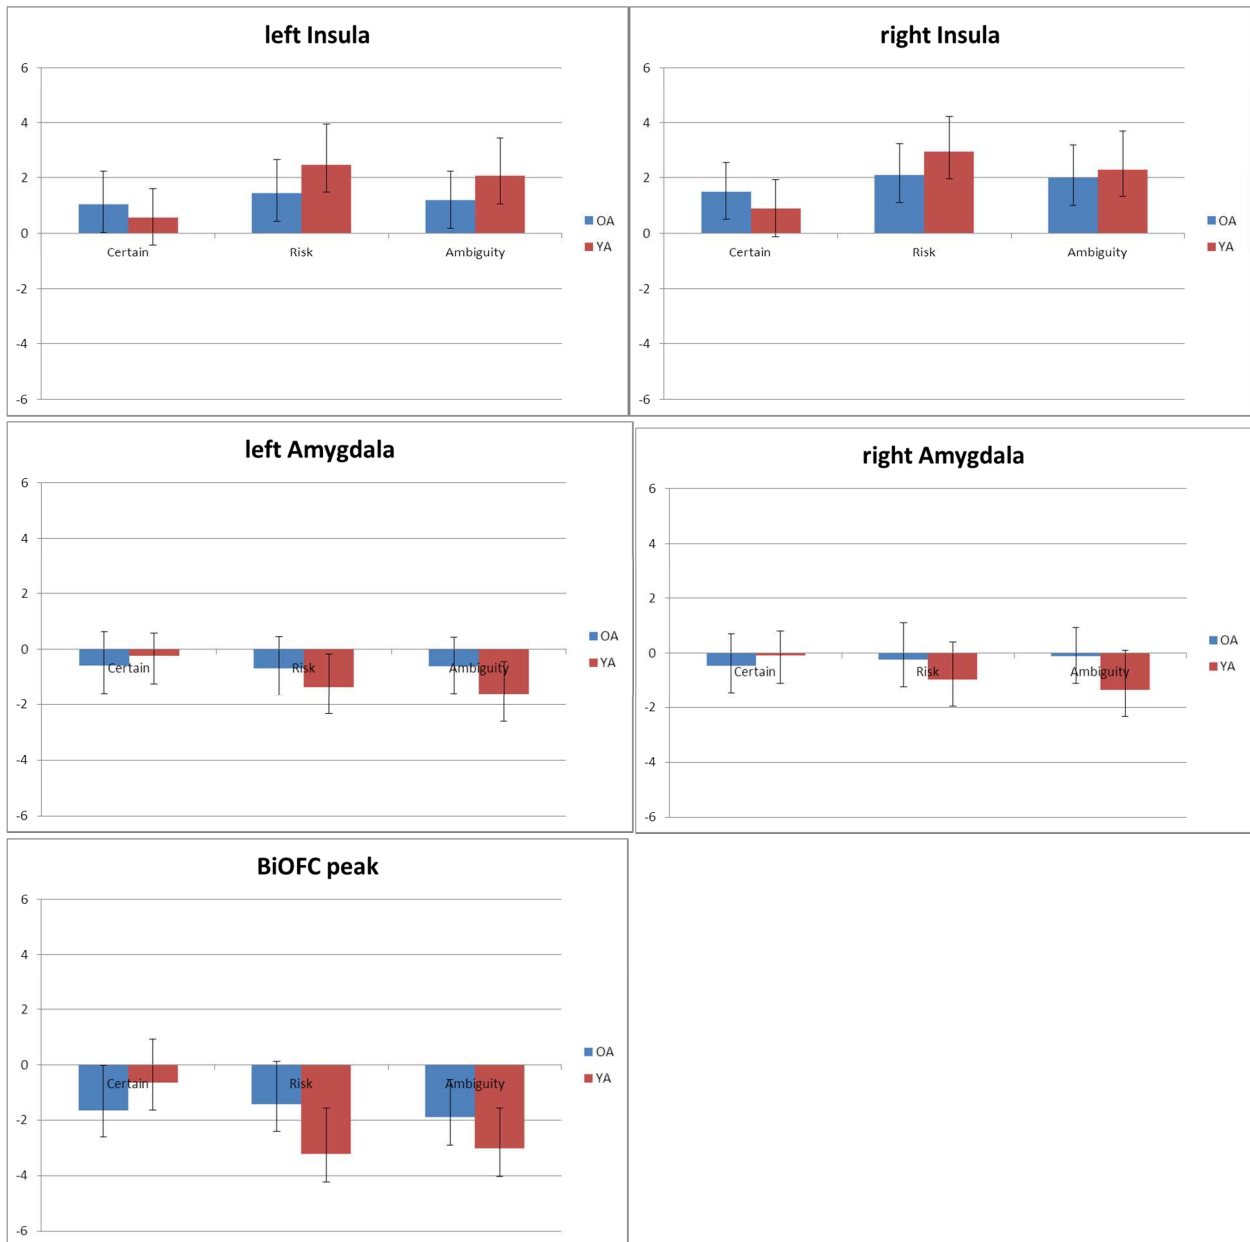 left Insula
6
4
2
0
-2
-4
-6
Certain
Risk
Ambiguity
OA
YA
right Insula
6
4
2
0
-2
-4
-6
Certain
Risk
Ambiguity
OA
YA
left Amygdala
6
4
2
0
-2
-4
-6
Certain
Risk
Ambiguity
OA
YA
right Amygdala
6
4
2
0
-2
-4
-6
Certain
Risk
Ambiguity
OA
YA
BiOFC peak
6
4
2
0
-2
-4
-6
Certain
Risk
Ambiguity
OA
YA